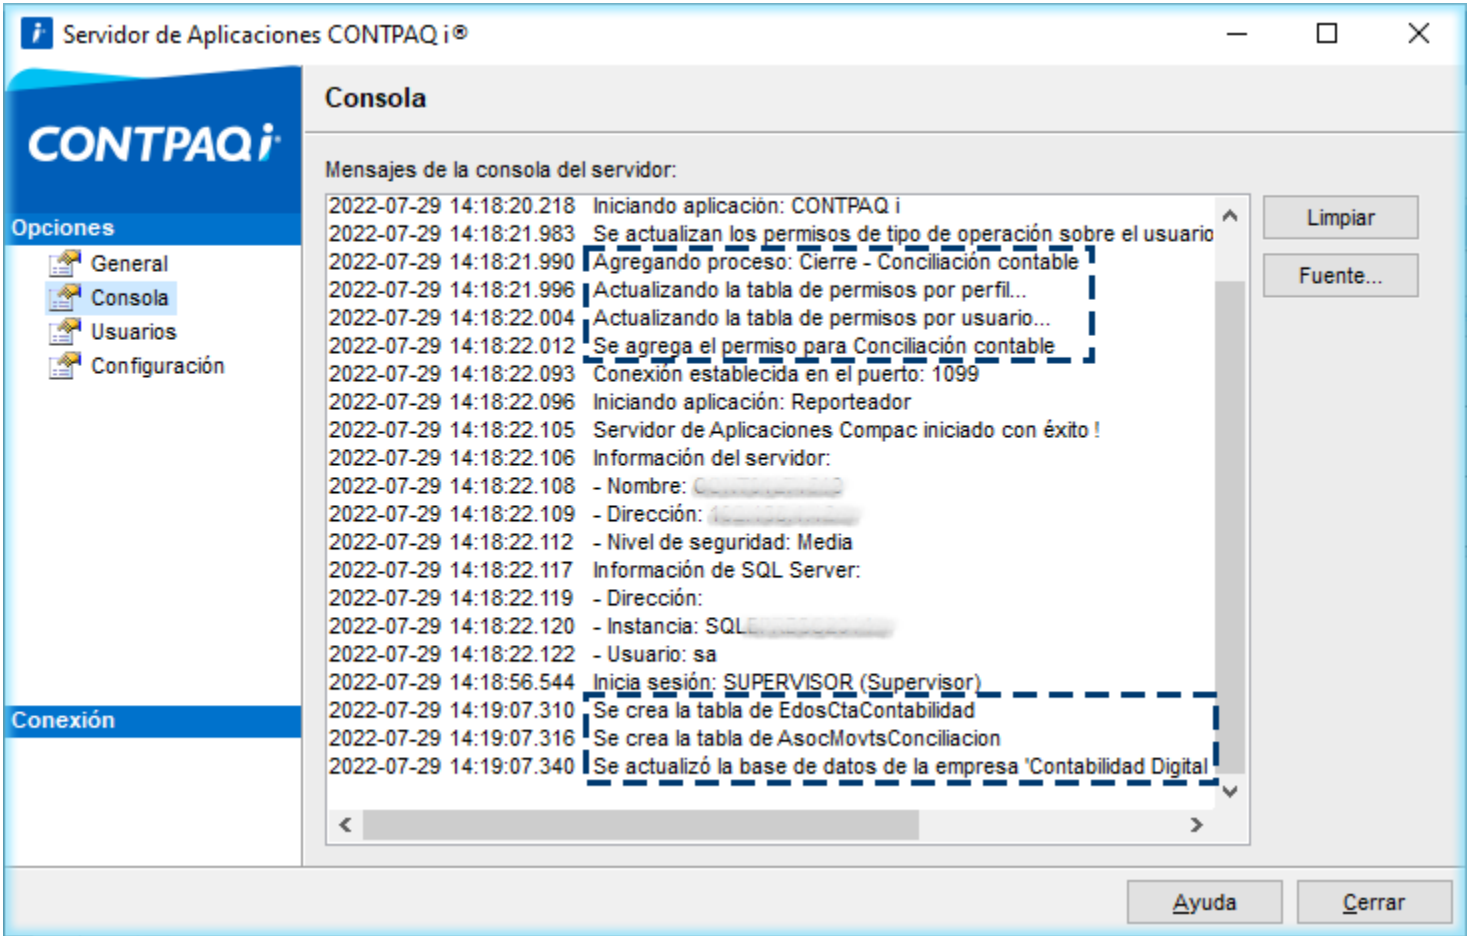 Servidor de Aplicaciones CONTPAQ i®
CONTPAQ i
Opciones
General
Consola
Usuarios
Configuración
Conexión
Consola
Mensajes de la consola del servidor:
2022-07-29 14:18:20.218 Iniciando aplicación: CONTPAQ i
2022-07-29 14:18:21.983 Se actualizan los permisos de tipo de operación sobre el usuario
2022-07-29 14:18:21.990 Agregando proceso: Cierre - Conciliación contable
2022-07-29 14:18:21.996 Actualizando la tabla de permisos por perfil...
2022-07-29 14:18:22.004 Actualizando la tabla de permisos por usuario...
2022-07-29 14:18:22.012 Se agrega el permiso para Conciliación contable
2022-07-29 14:18:22.093 Conexión establecida en el puerto: 1099
2022-07-29 14:18:22.096 Iniciando aplicación: Reporteador
2022-07-29 14:18:22.105 Servidor de Aplicaciones Compac iniciado con éxito !
2022-07-29 14:18:22.106 Información del servidor:
2022-07-29 14:18:22.108 - Nombre:
2022-07-29 14:18:22.109 - Dirección:
2022-07-29 14:18:22.112 - Nivel de seguridad: Media
2022-07-29 14:18:22.117 Información de SQL Server:
2022-07-29 14:18:22.119 - Dirección:
2022-07-29 14:18:22.120 - Instancia:
2022-07-29 14:18:22.122 - Usuario: sa
2022-07-29 14:18:56.544 Inicia sesión: SUPERVISOR (Supervisor)
2022-07-29 14:19:07.310 Se crea la tabla de EdosCtaContabilidad
2022-07-29 14:19:07.316 Se crea la tabla de AsocMovtsConciliacion
2022-07-29 14:19:07.340 Se actualizó la base de datos de la empresa 'Contabilidad Digital
Limpiar
Fuente...
Ayuda
Cerrar